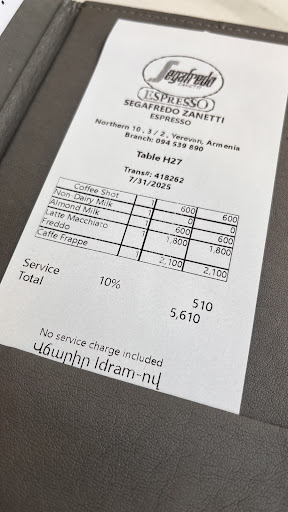 Segafredo
ZANETTI
ESPRESSO
SEGAFREDO ZANETTI
ESPRESSO
Northern 10 , 3 / 2 , Yerevan, Armenia
Branch: 094 539 890
Table H27
Trans#: 418262
7/31/2025
Coffee Shot 1 600 600
Non-Dairy Milk 1 0 0
Almond Milk 1 600 600
Latte Macchiato 1 1,800 1,800
Freddo
Caffe Frappe 1 2,100 2,100
Service 10% 510
Total 5,610
No service charge included
Վճարիր Idram-ով